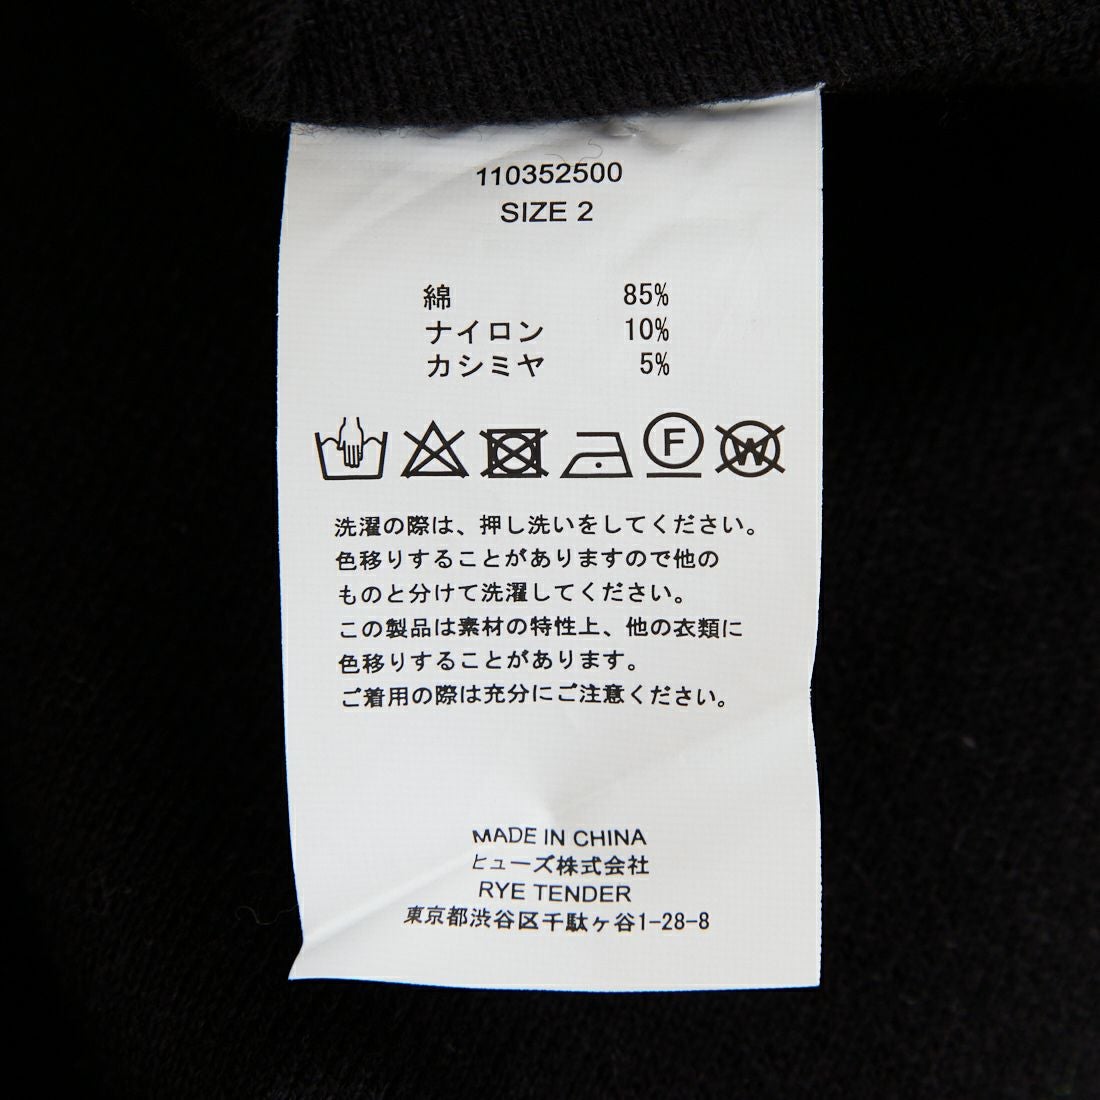 110352500
SIZE 2
綿 85%
ナイロン 10%
カシミヤ 5%
F W
洗濯の際は、押し洗いをしてください。
色移りすることがありますので他の
ものと分けて洗濯してください。
この製品は素材の特性上、他の衣類に
色移りすることがあります。
ご着用の際は充分にご注意ください。
MADE IN CHINA
ヒューズ株式会社
RYE TENDER
東京都渋谷区千駄ヶ谷1-28-8